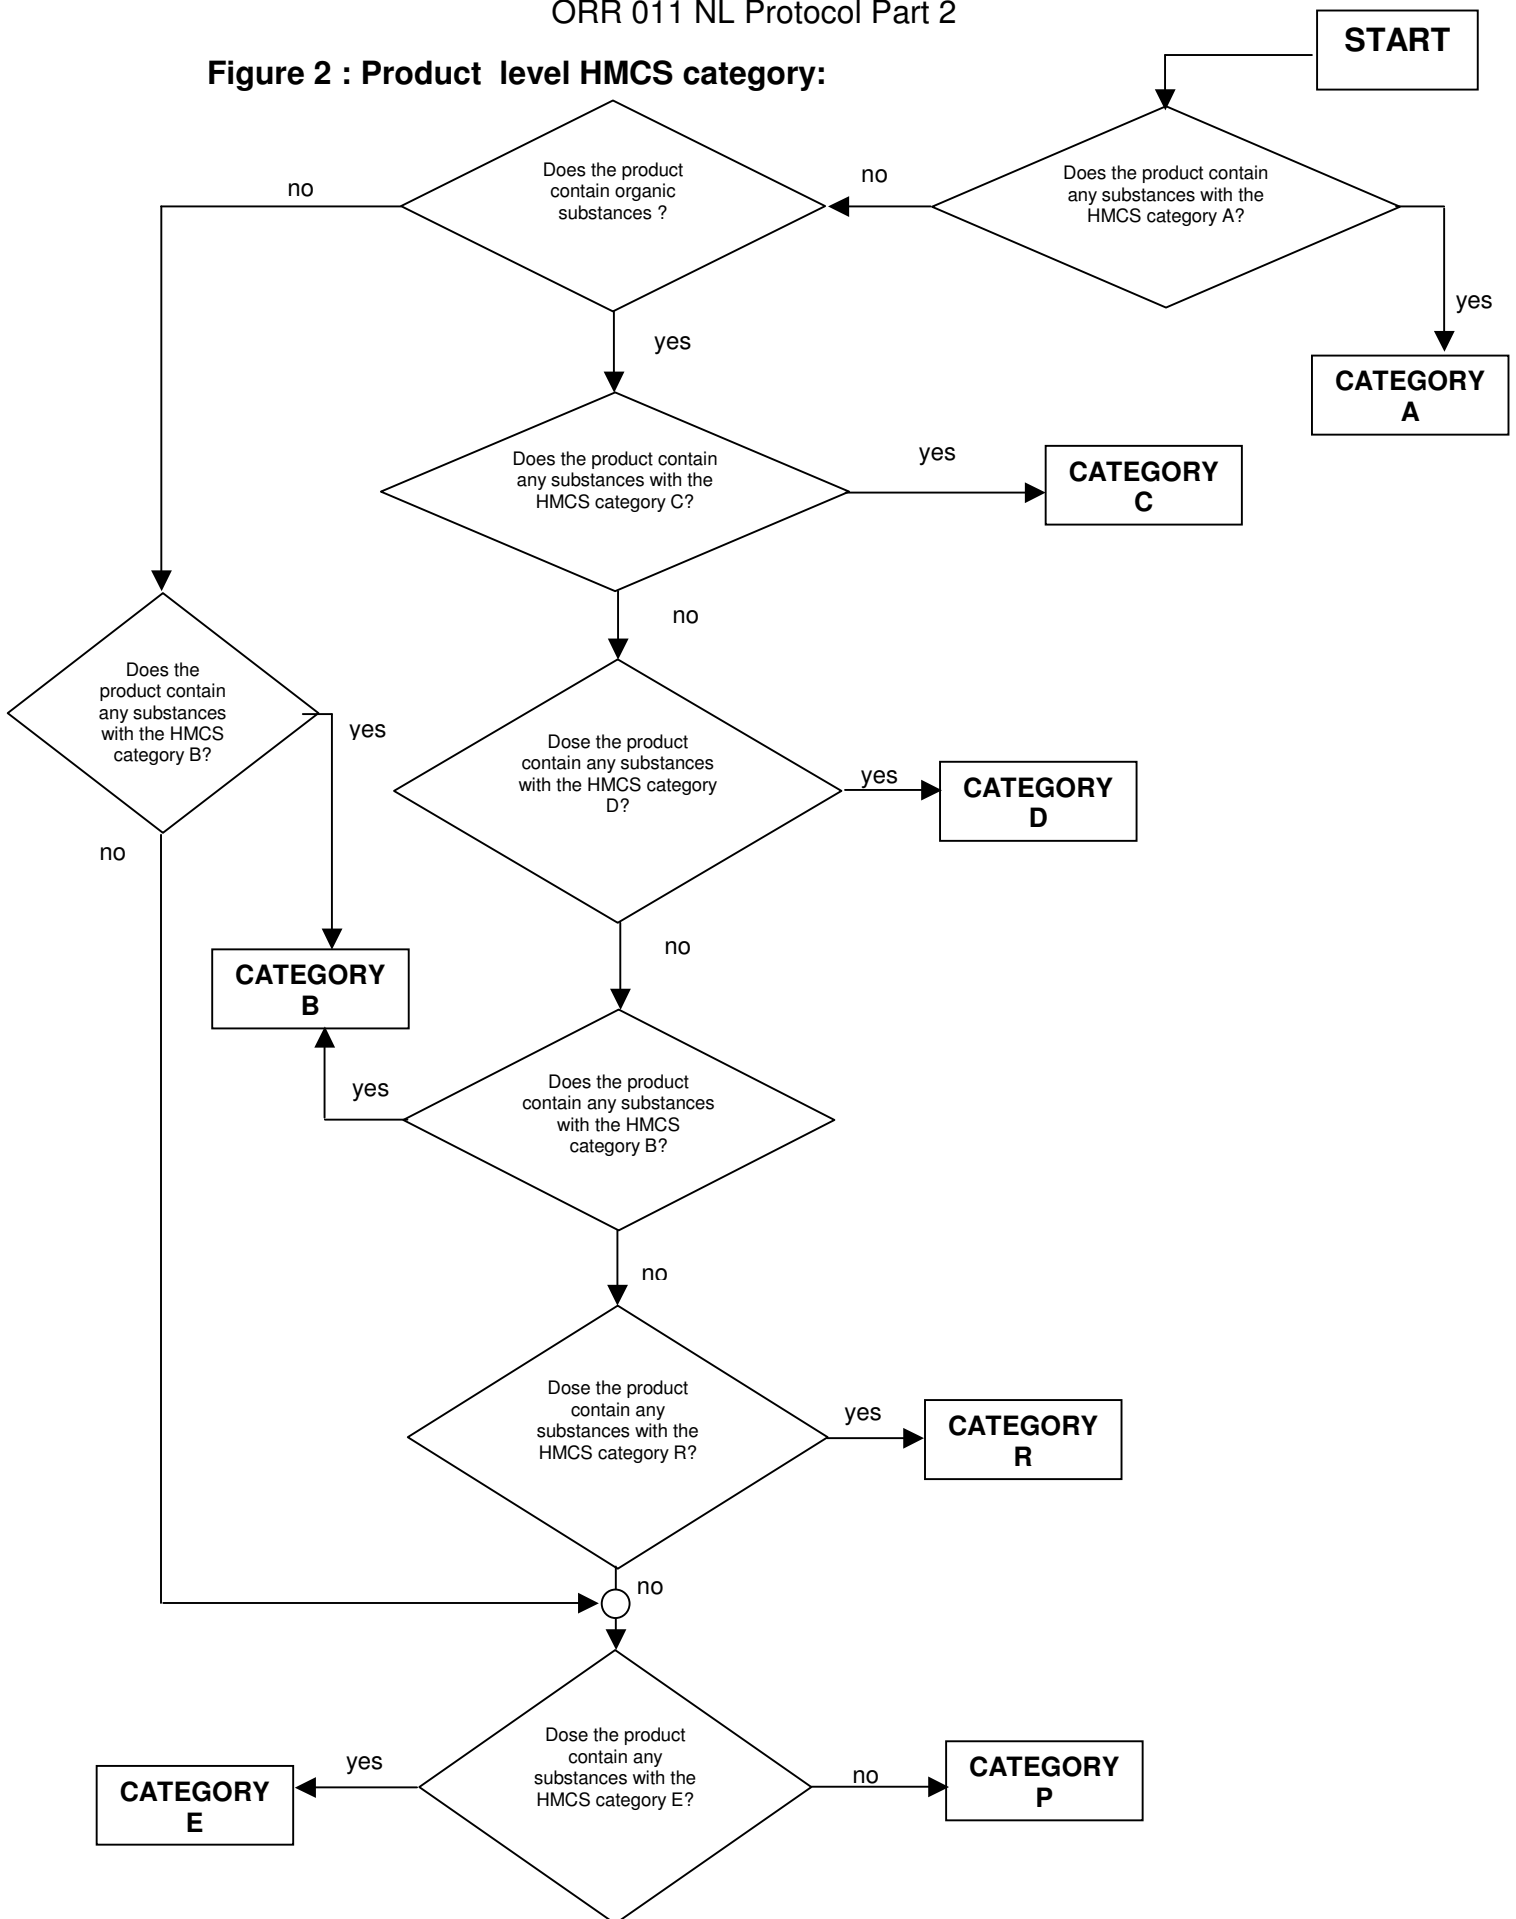 ORR 011 NL Protocol Part 2
START
Figure 2 : Product  level HMCS category:
Does the product
contain organic
substances ?
no
no
Does the product contain
any substances with the
HMCS category A?
yes
yes
CATEGORY
A
Does the product contain
any substances with the
HMCS category C?
yes
CATEGORY
C
no
Does the
product contain
any substances
with the HMCS
category B?
yes
no
Dose the product
contain any substances
with the HMCS category
D?
yes
CATEGORY
D
no
CATEGORY
B
yes
Does the product
contain any substances
with the HMCS
category B?
no
Dose the product
contain any
substances with the
HMCS category R?
yes
CATEGORY
R
no
Dose the product
contain any
substances with the
HMCS category E?
yes
CATEGORY
E
no
CATEGORY
P